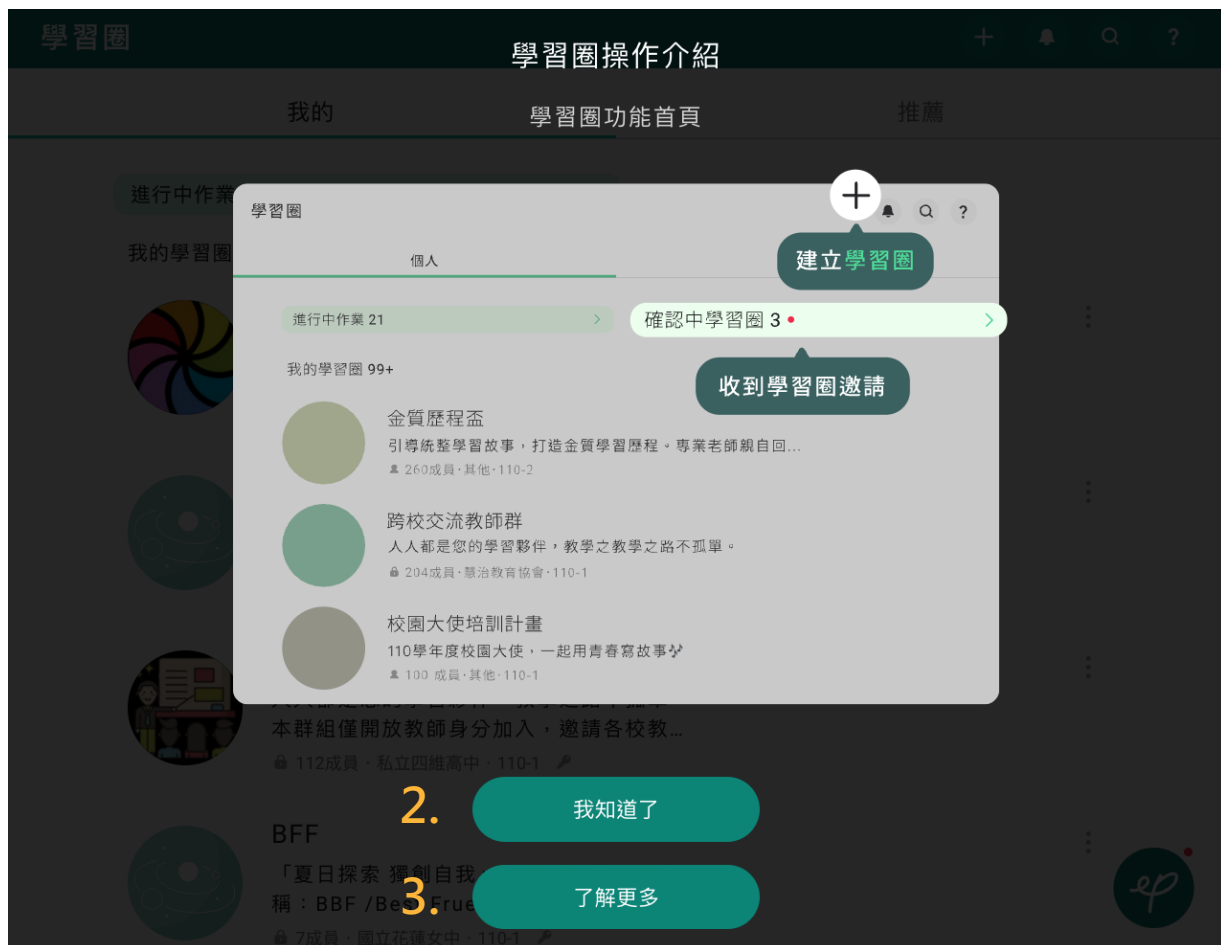 學習圈
學習圈操作介紹
?
我的
學習圈功能首頁
推薦
進行中作業
學習圈
?
我的學習圈
個人
建立學習圈
進行中作業 21
確認中學習圈 3
我的學習圈 99+
收到學習圈邀請
金質歷程盃
引導統整學習故事，打造金質學習歷程。專業老師親自回...
260成員·其他·110-2
跨校交流教師群
人人都是您的學習夥伴，教學之教學之路不孤單。
204成員·慧治教育協會·110-1
校園大使培訓計畫
110學年度校園大使，一起用青春寫故事
100 成員·其他·110-1
本群組僅開放教師身分加入，邀請各校教...
112成員 · 私立四維高中 · 110-1
2.
我知道了
BFF
「夏日探索 獨創自我
稱：BBF /Bes
Frue
3.
了解更多
ep
7成員 · 國立花蓮女中 · 110-1